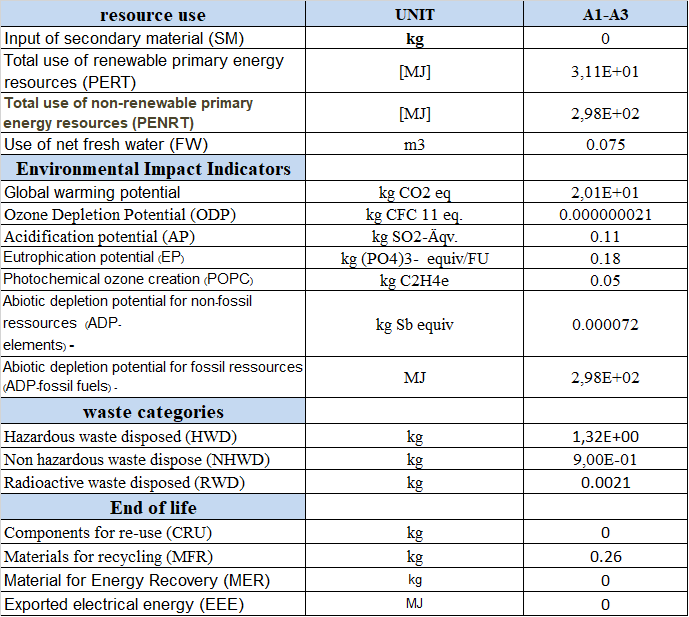 resource use UNIT A1-A3
Input of secondary material (SM) kg 0
Total use of renewable primary energy
resources (PERT) [MJ] 3,11E+01
Total use of non-renewable primary
energy resources (PENRT) [MJ] 2,98E+02
Use of net fresh water (FW) m3 0.075
Environmental Impact Indicators
Global warming potential kg CO2 eq 2,01E+01
Ozone Depletion Potential (ODP) kg CFC 11 eq. 0.000000021
Acidification potential (AP) kg SO2-Äqv. 0.11
Eutrophication potential (EP) kg (PO4)3- equiv/FU 0.18
Photochemical ozone creation (POPC) kg C2H4e 0.05
Abiotic depletion potential for non-fossil
ressources (ADP-
elements) - kg Sb equiv 0.000072
Abiotic depletion potential for fossil ressources
(ADP-fossil fuels) - MJ 2,98E+02
waste categories
Hazardous waste disposed (HWD) kg 1,32E+00
Non hazardous waste dispose (NHWD) kg 9,00E-01
Radioactive waste disposed (RWD) kg 0.0021
End of life
Components for re-use (CRU) kg 0
Materials for recycling (MFR) kg 0.26
Material for Energy Recovery (MER) kg 0
Exported electrical energy (EEE) MJ 0